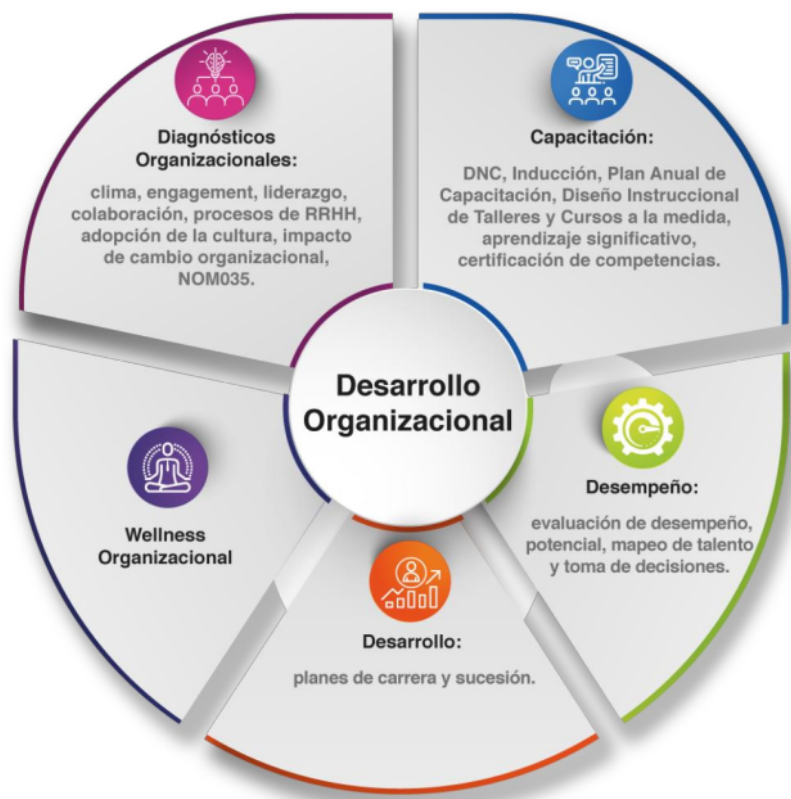 Diagnósticos
Organizacionales:
clima, engagement, liderazgo,
colaboración, procesos de RRHH,
adopción de la cultura, impacto
de cambio organizacional,
NOM035.
Capacitación:
DNC, Inducción, Plan Anual de
Capacitación, Diseño Instruccional
de Talleres y Cursos a la medida,
aprendizaje significativo,
certificación de competencias.
Desarrollo
Organizacional
Wellness
Organizacional
Desempeño:
evaluación de desempeño,
potencial, mapeo de talento
y toma de decisiones.
Desarrollo:
planes de carrera y sucesión.